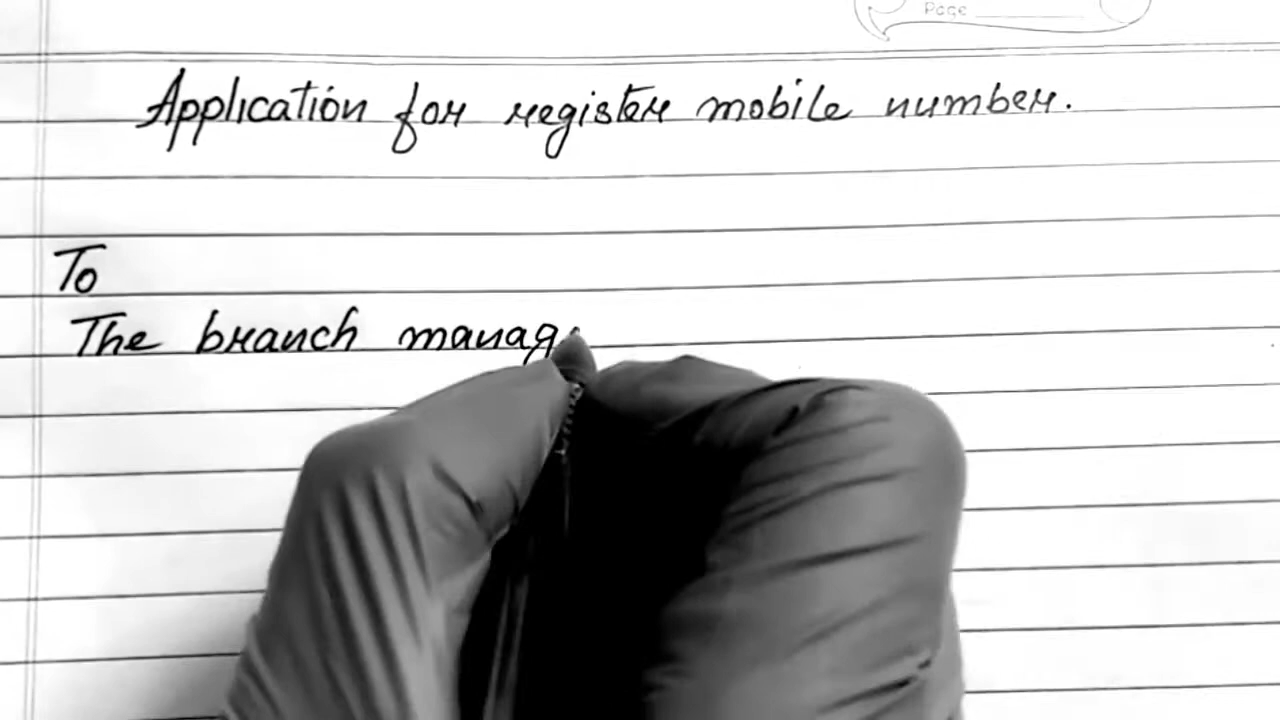 Page
Application for register mobile number.
To
The branch manag